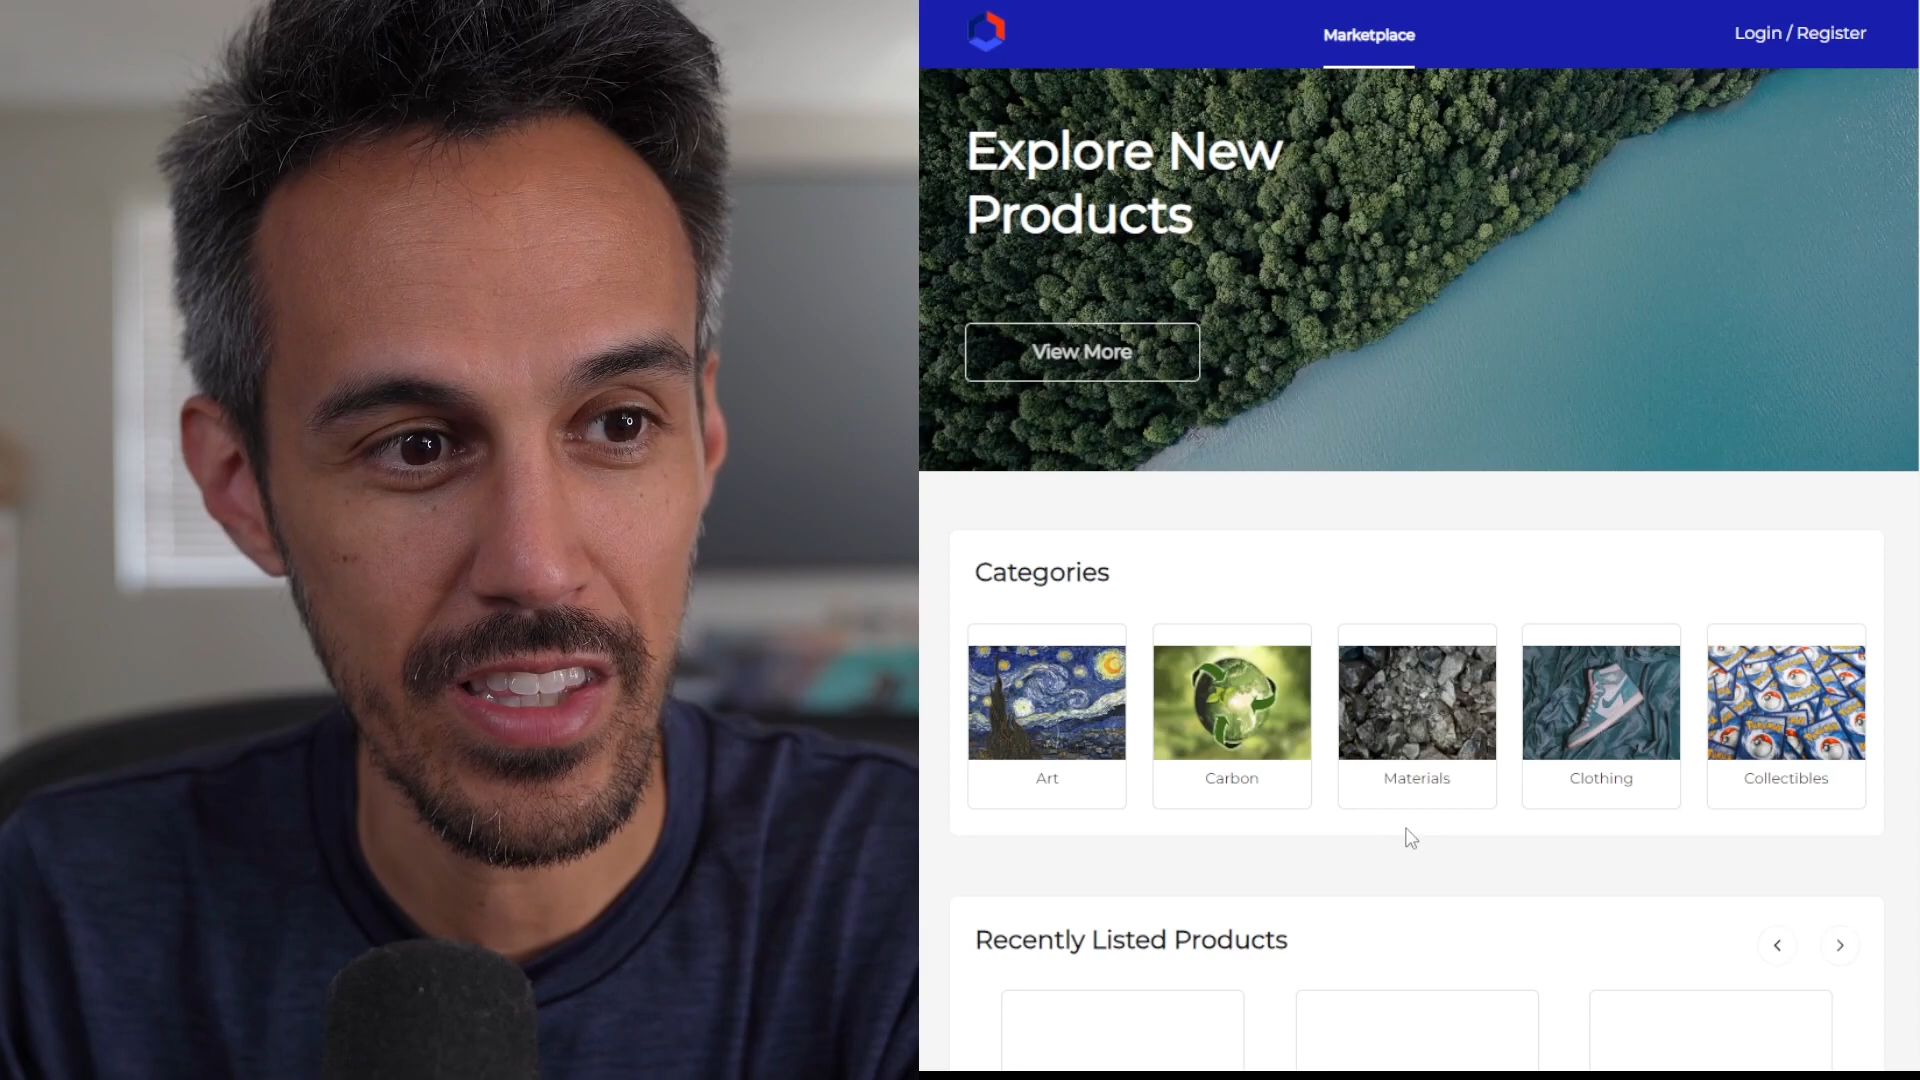 Marketplace
Login / Register
Explore New
Products
View More
Categories
Art
Carbon
Materials
Clothing
Collectibles
Recently Listed Products